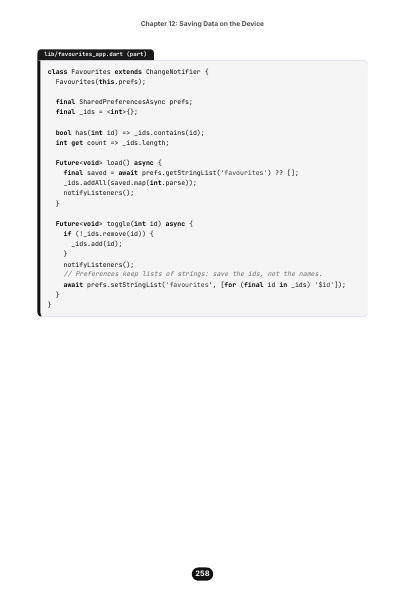 Chapter 12: Saving Data on the Device
lib/favourites_app.dart (part)
class Favourites extends ChangeNotifier {
  Favourites(this.prefs);

  final SharedPreferencesAsync prefs;
  final _ids = <int>{};

  bool has(int id) => _ids.contains(id);
  int get count => _ids.length;

  Future<void> load() async {
    final saved = await prefs.getStringList('favourites') ?? [];
    _ids.addAll(saved.map(int.parse));
    notifyListeners();
  }

  Future<void> toggle(int id) async {
    if (!_ids.remove(id)) {
      _ids.add(id);
    }
    notifyListeners();
    // Preferences keep lists of strings: save the ids, not the names.
    await prefs.setStringList('favourites', [for (final id in _ids) '$id']);
  }
}
258